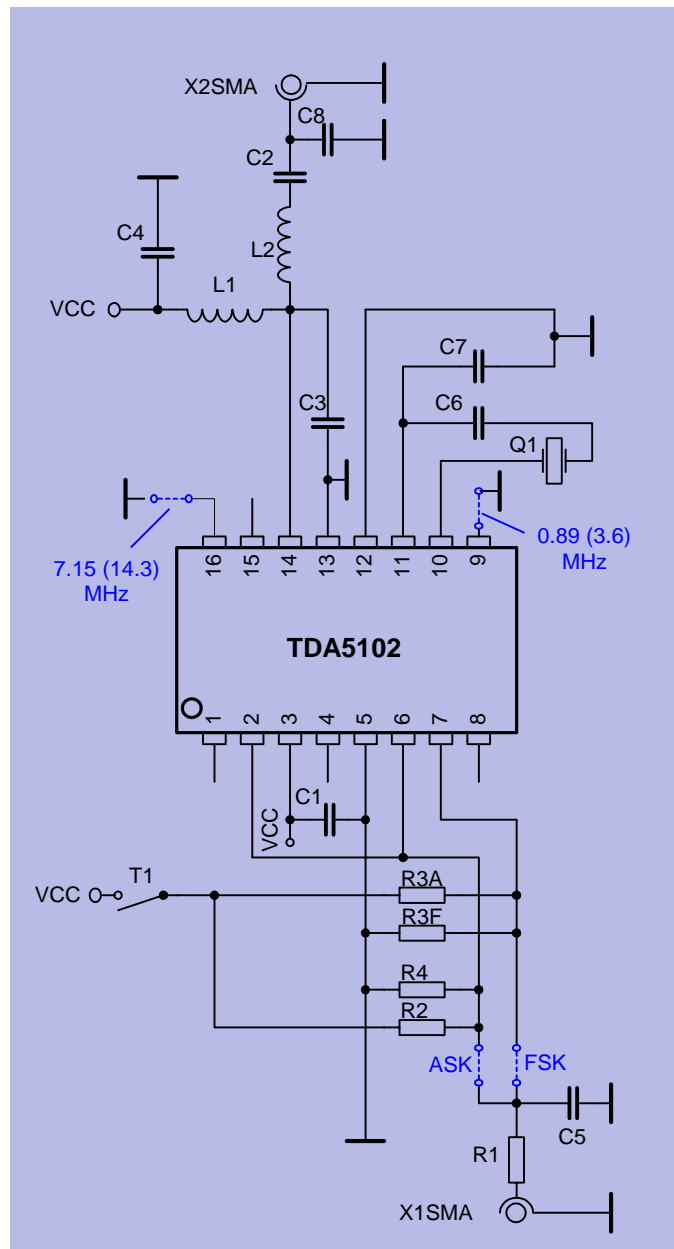 X2SMA
C8
C2
C4
L2
L1
VCC
C7
C3
C6
Q1
7.15 (14.3)
MHz
0.89 (3.6)
MHz
16 15 14 13 12 11 10 9
TDA5102
1 2 3 4 5 6 7 8
C1
VCC
T1
VCC
R3A
R3F
R4
R2
ASK
FSK
C5
R1
X1SMA